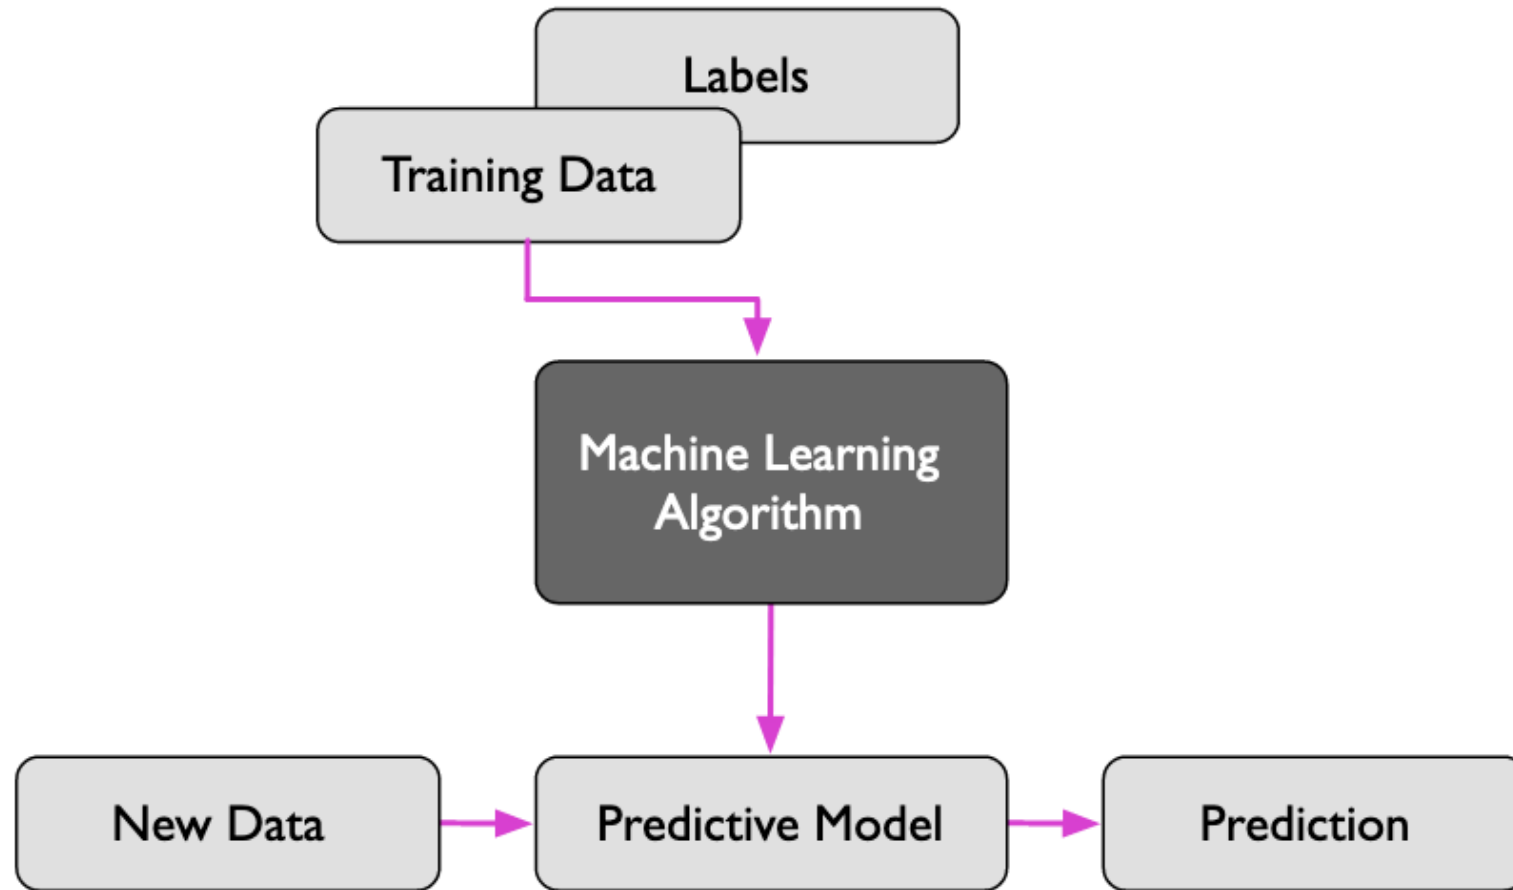 Labels
Training Data
Machine Learning
Algorithm
New Data
Predictive Model
Prediction